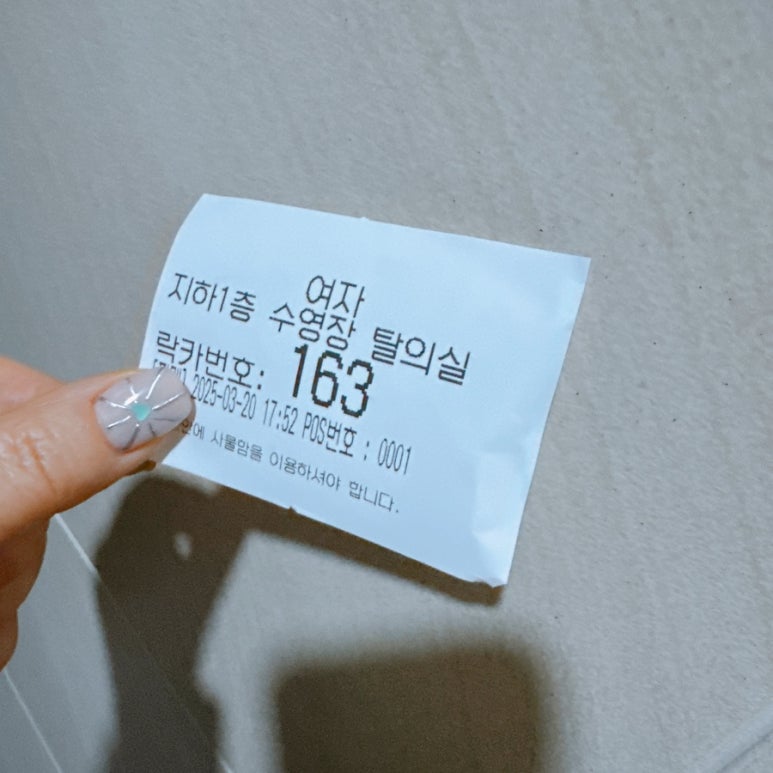 여자
지하1층 수영장 탈의실
락카번호: 163
2025-03-20 17:52 POS번호 : 0001
사물함을 이용하셔야 합니다.